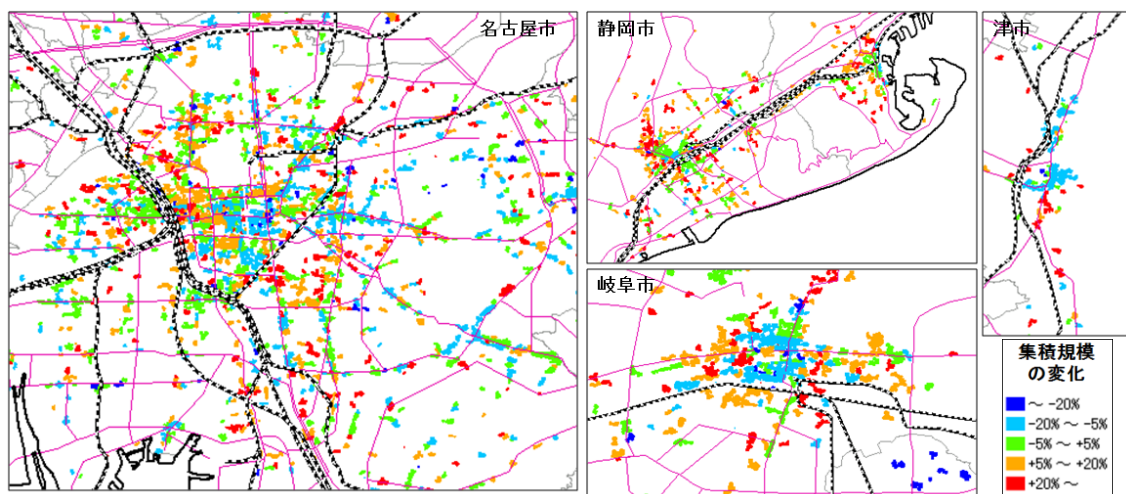 名古屋市
静岡市
津市
岐阜市
集積規模
の変化
～ -20%
-20% ～ -5%
-5% ～ +5%
+5% ～ +20%
+20% ～